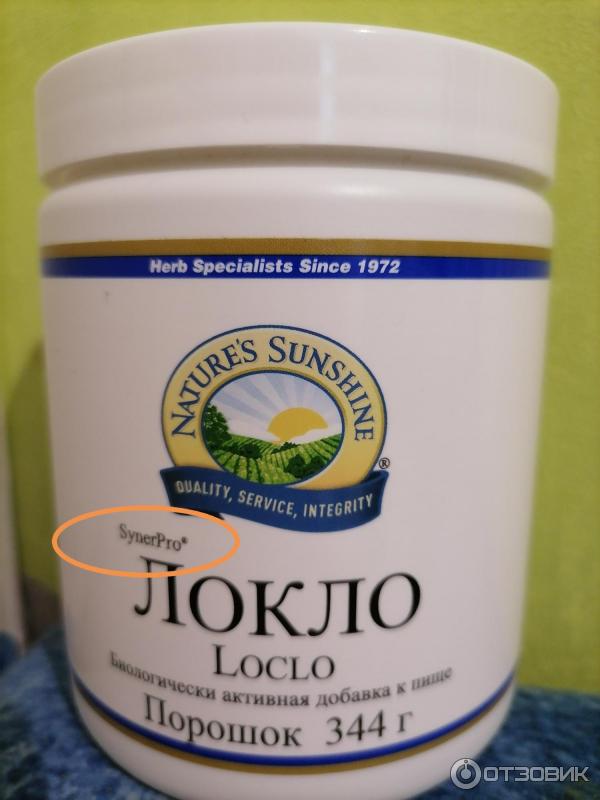 Herb Specialists Since 1972
NATURE'S SUNSHINE
®
QUALITY, SERVICE, INTEGRITY
SynerPro®
ЛОКЛО
LOCLO
Биологически активная добавка к пище
Порошок 344 г
ОТЗОВИК